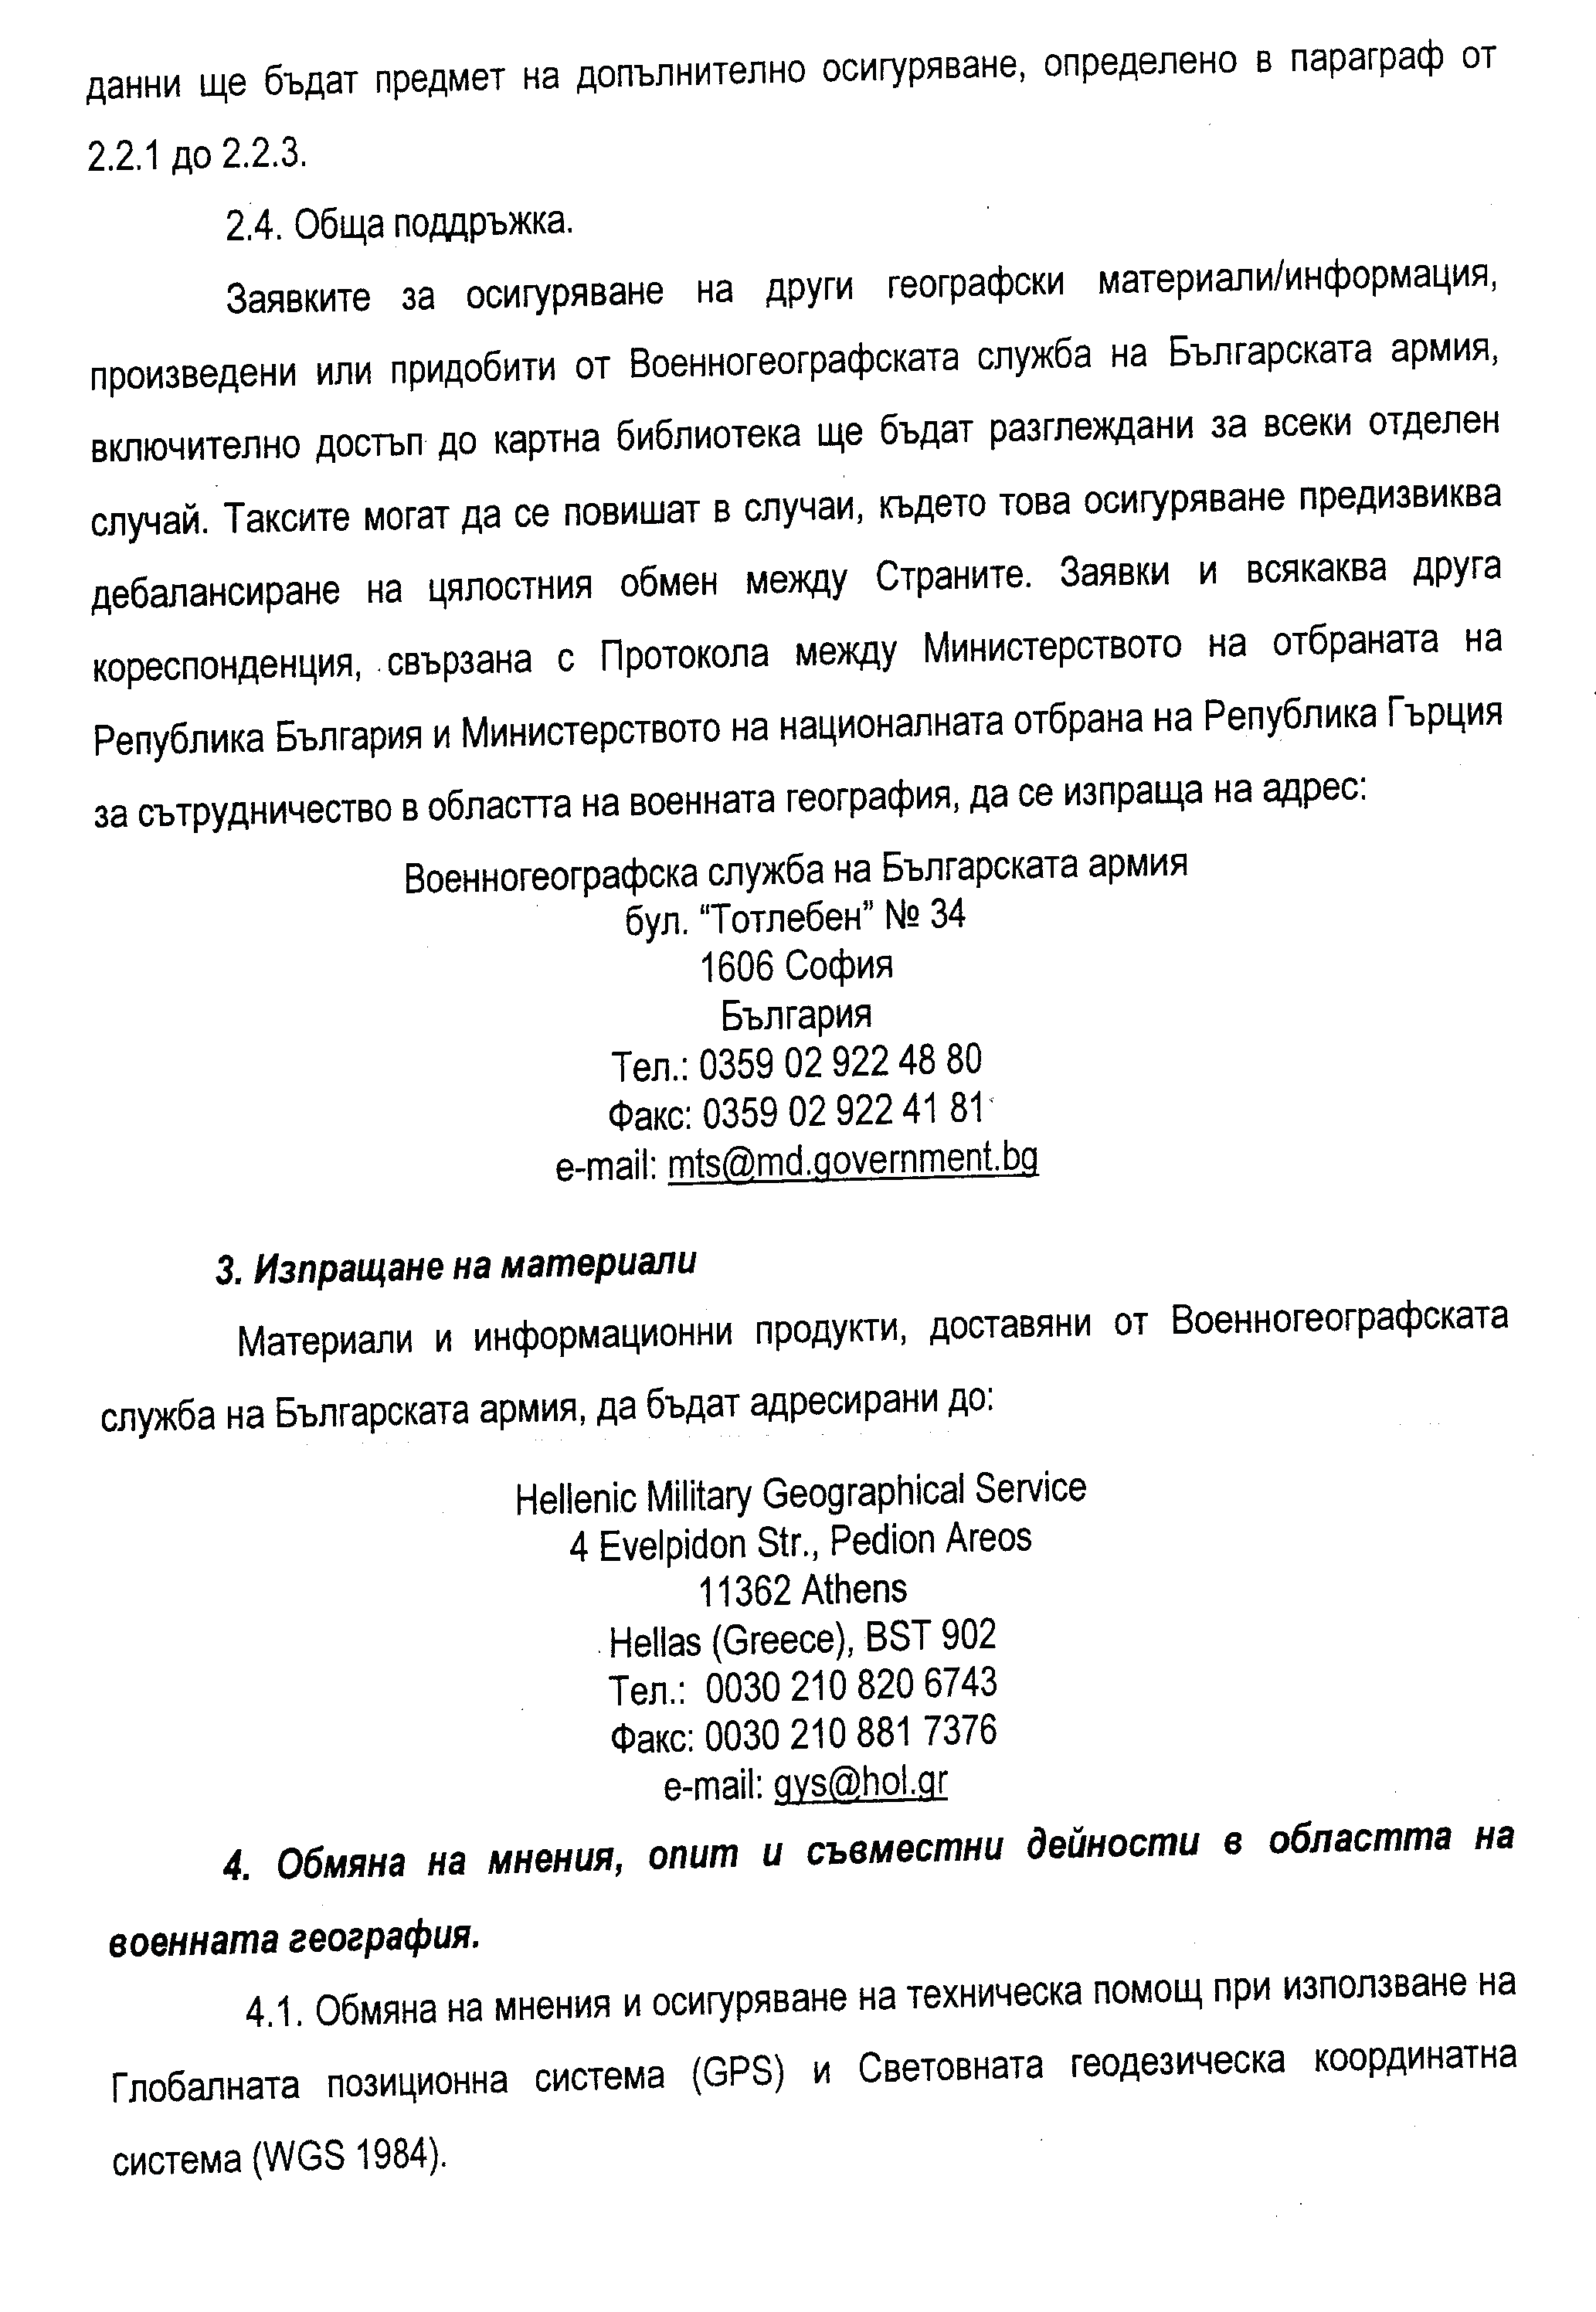 данни ще бъдат предмет на допълнително осигуряване, определено в параграф от
2.2.1 до 2.2.3.
2.4. Обща поддръжка.
Заявките за осигуряване на други географски материали/информация,
произведени или придобити от Военногеографската служба на Българската армия,
включително достъп до картна библиотека ще бъдат разглеждани за всеки отделен
случай. Таксите могат да се повишат в случаи, където това осигуряване предизвиква
дебалансиране на цялостния обмен между Страните. Заявки и всякаква друга
кореспонденция, свързана с Протокола между Министерството на отбраната на
Република България и Министерството на националната отбрана на Република Гърция
за сътрудничество в областта на военната география, да се изпраща на адрес:
Военногеографска служба на Българската армия
бул. "Тотлебен" № 34
1606 София
България
Тел.: 0359 02 922 48 80
Факс: 0359 02 922 41 81
e-mail: mts@md.government.bg
3. Изпращане на материали
Материали и информационни продукти, доставяни от Военногеографската
служба на Българската армия, да бъдат адресирани до:
Hellenic Military Geographical Service
4 Evelpidon Str., Pedion Areos
11362 Athens
Hellas (Greece), BST 902
Тел.: 0030 210 820 6743
Факс: 0030 210 881 7376
e-mail: gys@hol.gr
4. Обмяна на мнения, опит и съвместни дейности в областта на
военната география.
4.1. Обмяна на мнения и осигуряване на техническа помощ при използване на
Глобалната позиционна система (GPS) и Световната геодезическа координатна
система (WGS 1984).